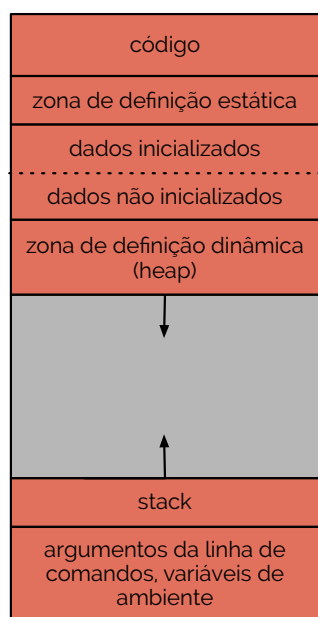 código
zona de definição estática
dados inicializados
dados não inicializados
zona de definição dinâmica
(heap)
stack
argumentos da linha de
comandos, variáveis de
ambiente